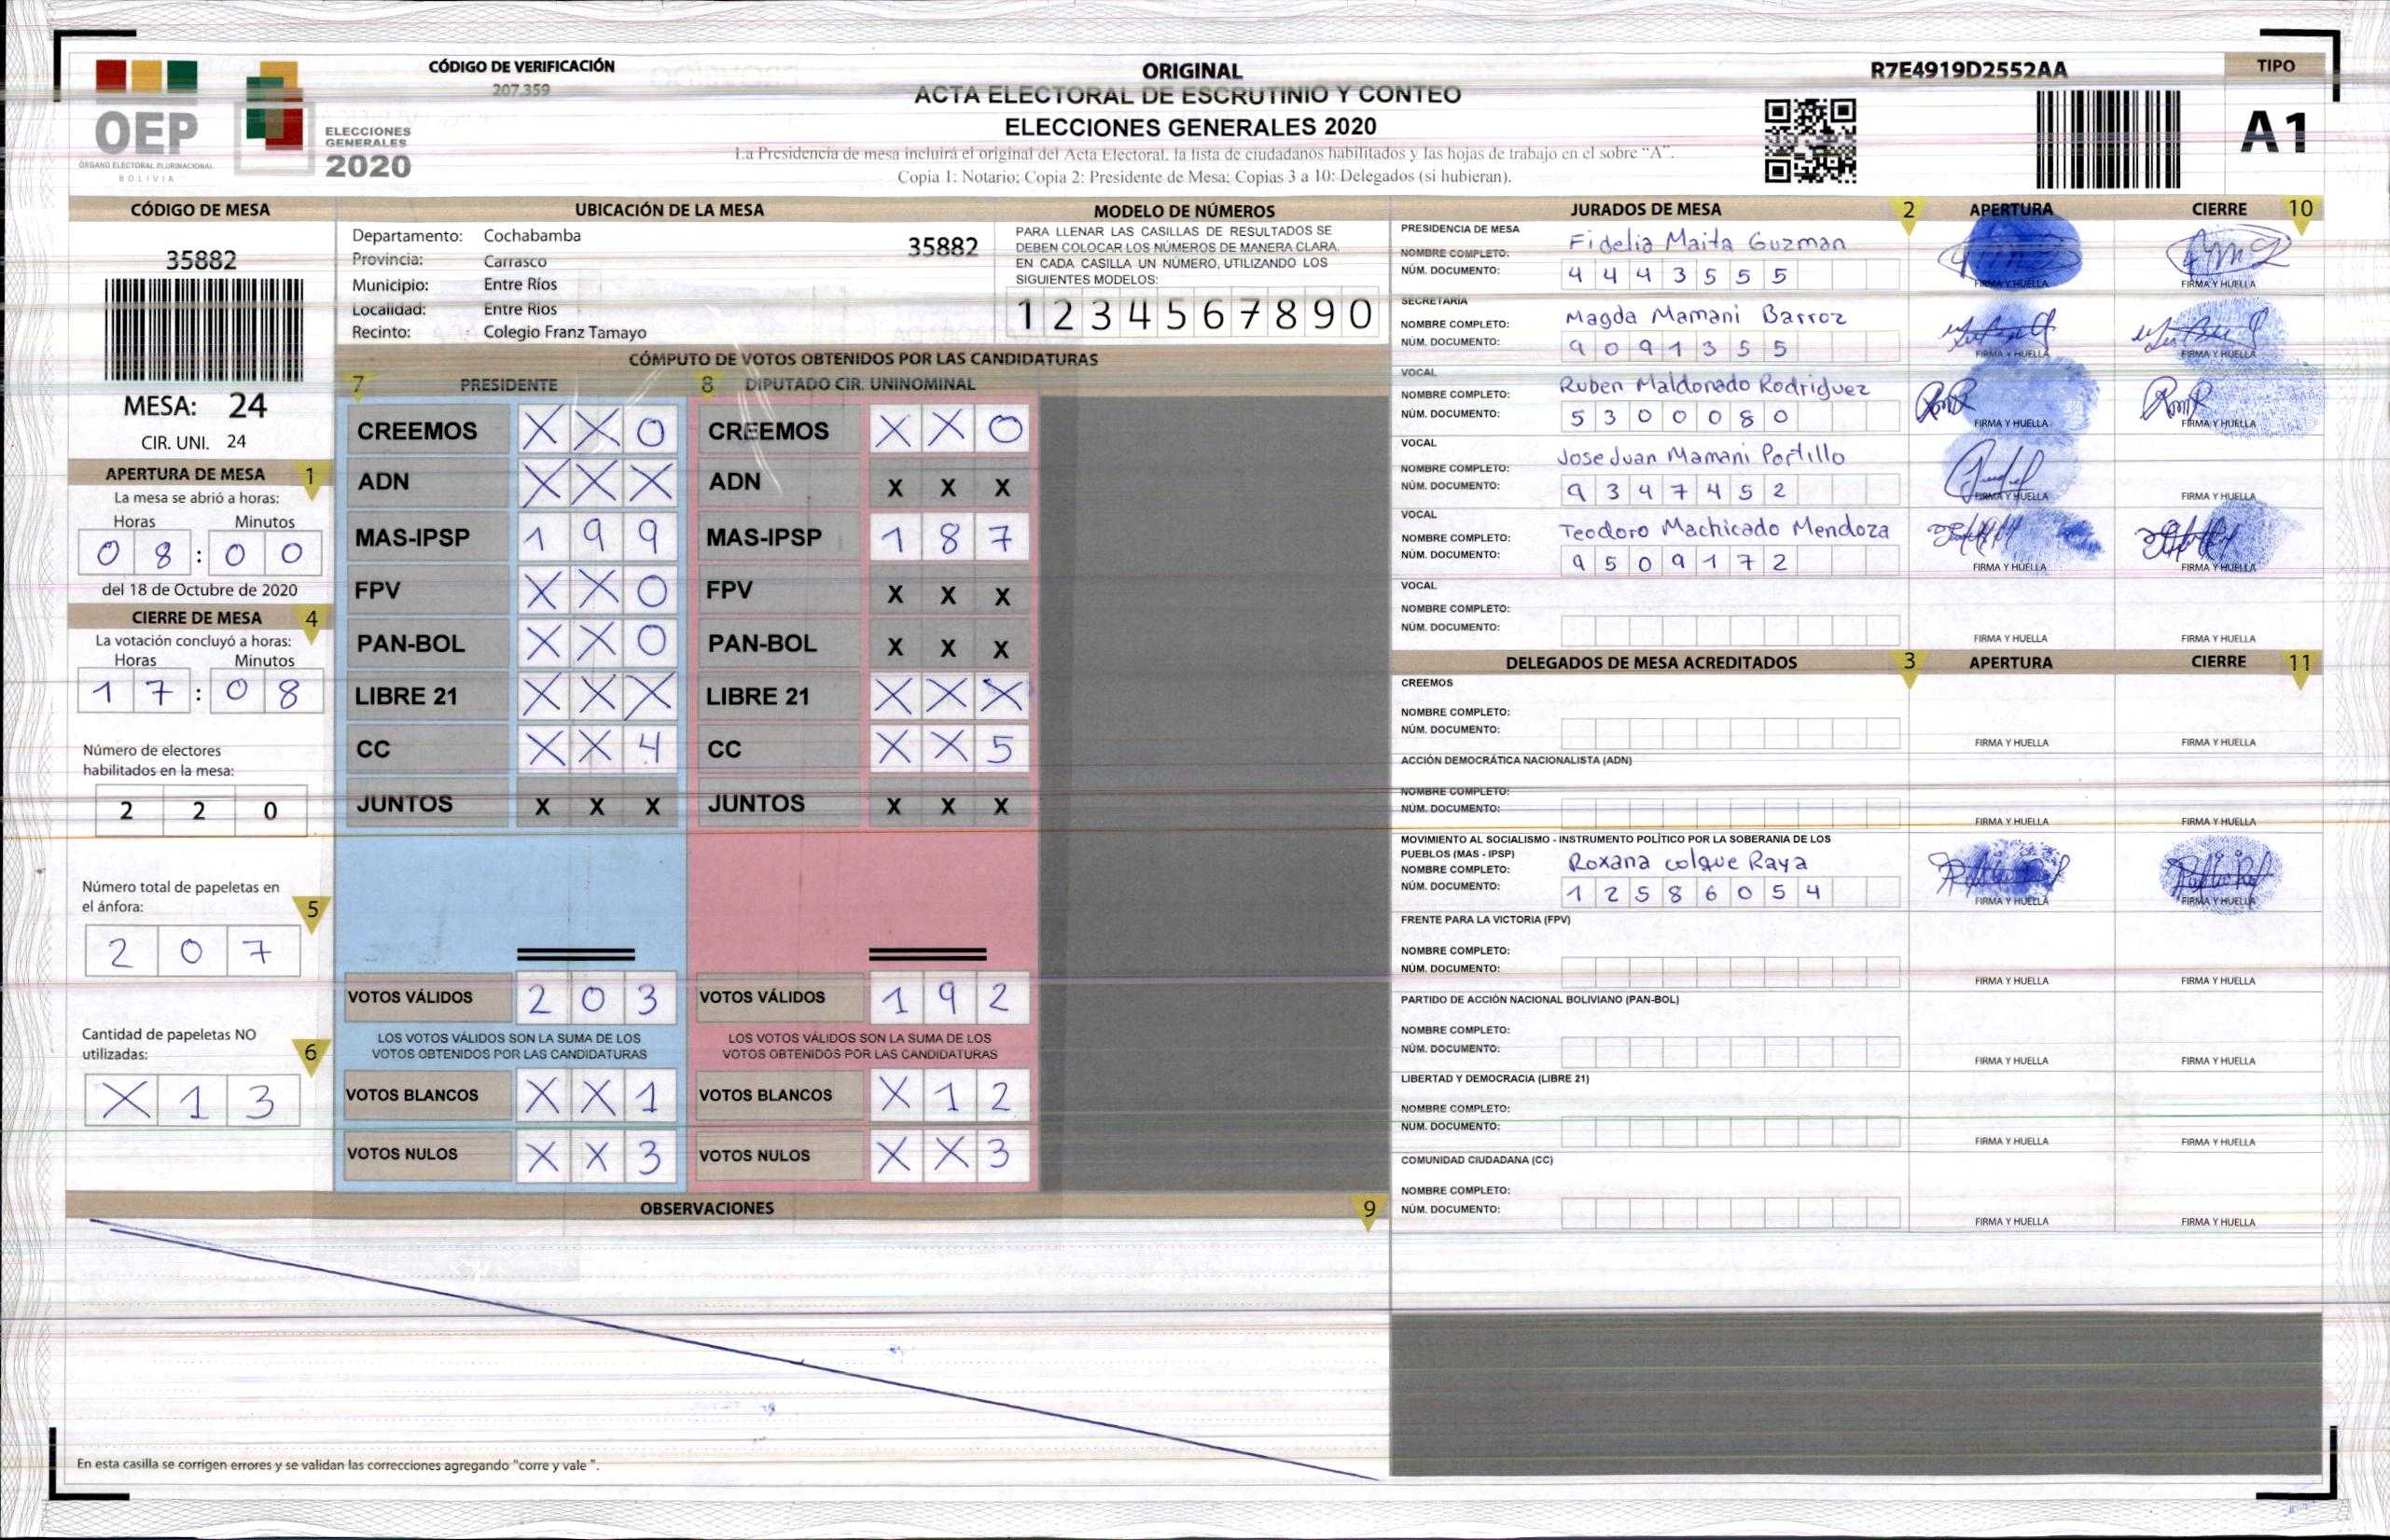 CÓDIGO DE VERIFICACIÓN
207.359
OEP
ÓRGANO ELECTORAL PLURINACIONAL
BOLIVIA
ELECCIONES
GENERALES
2020
ORIGINAL
ACTA ELECTORAL DE ESCRUTINIO Y CONTEO
ELECCIONES GENERALES 2020
La Presidencia de mesa incluirá el original del Acta Electoral, la lista de ciudadanos habilitados y las hojas de trabajo en el sobre "A".
Copia 1: Notario; Copia 2: Presidente de Mesa; Copias 3 a 10: Delegados (si hubieran).
R7E4919D2552AA
TIPO
A1
CÓDIGO DE MESA
35882
MESA: 24
CIR. UNI. 24
APERTURA DE MESA 1
La mesa se abrió a horas:
Horas Minutos
0 8 : 0 0
del 18 de Octubre de 2020
CIERRE DE MESA 4
La votación concluyó a horas:
Horas Minutos
1 7 : 0 8
Número de electores
habilitados en la mesa:
2 2 0
Número total de papeletas en
el ánfora: 5
2 0 7
Cantidad de papeletas NO
utilizadas: 6
X 1 3
UBICACIÓN DE LA MESA
Departamento: Cochabamba 35882
Provincia: Carrasco
Municipio: Entre Ríos
Localidad: Entre Rios
Recinto: Colegio Franz Tamayo
MODELO DE NÚMEROS
PARA LLENAR LAS CASILLAS DE RESULTADOS SE
DEBEN COLOCAR LOS NÚMEROS DE MANERA CLARA,
EN CADA CASILLA UN NÚMERO, UTILIZANDO LOS
SIGUIENTES MODELOS:
1 2 3 4 5 6 7 8 9 0
CÓMPUTO DE VOTOS OBTENIDOS POR LAS CANDIDATURAS
7 PRESIDENTE 8 DIPUTADO CIR. UNINOMINAL
CREEMOS X X 0 CREEMOS X X 0
ADN X X X ADN X X X
MAS-IPSP 1 9 9 MAS-IPSP 1 8 7
FPV X X 0 FPV X X X
PAN-BOL X X 0 PAN-BOL X X X
LIBRE 21 X X X LIBRE 21 X X X
CC X X 4 CC X X 5
JUNTOS X X X JUNTOS X X X
VOTOS VÁLIDOS 2 0 3 VOTOS VÁLIDOS 1 9 2
LOS VOTOS VÁLIDOS SON LA SUMA DE LOS LOS VOTOS VÁLIDOS SON LA SUMA DE LOS
VOTOS OBTENIDOS POR LAS CANDIDATURAS VOTOS OBTENIDOS POR LAS CANDIDATURAS
VOTOS BLANCOS X X 1 VOTOS BLANCOS X 1 2
VOTOS NULOS X X 3 VOTOS NULOS X X 3
OBSERVACIONES 9
En esta casilla se corrigen errores y se validan las correcciones agregando "corre y vale ".
JURADOS DE MESA 2 APERTURA CIERRE 10
PRESIDENCIA DE MESA
NOMBRE COMPLETO: Fidelia Maita Guzman
NÚM. DOCUMENTO: 4 4 4 3 5 5 5
FIRMA Y HUELLA FIRMA Y HUELLA
SECRETARÍA
NOMBRE COMPLETO: Magda Mamani Barroz
NÚM. DOCUMENTO: 9 0 9 1 3 5 5
FIRMA Y HUELLA FIRMA Y HUELLA
VOCAL
NOMBRE COMPLETO: Ruben Maldonado Rodriguez
NÚM. DOCUMENTO: 5 3 0 0 0 8 0
FIRMA Y HUELLA FIRMA Y HUELLA
VOCAL
NOMBRE COMPLETO: Jose Juan Mamani Portillo
NÚM. DOCUMENTO: 9 3 4 7 4 5 2
FIRMA Y HUELLA FIRMA Y HUELLA
VOCAL
NOMBRE COMPLETO: Teodoro Machicado Mendoza
NÚM. DOCUMENTO: 9 5 0 9 1 7 2
FIRMA Y HUELLA FIRMA Y HUELLA
VOCAL
NOMBRE COMPLETO:
NÚM. DOCUMENTO:
FIRMA Y HUELLA FIRMA Y HUELLA
DELEGADOS DE MESA ACREDITADOS 3 APERTURA CIERRE 11
CREEMOS
NOMBRE COMPLETO:
NÚM. DOCUMENTO:
FIRMA Y HUELLA FIRMA Y HUELLA
ACCIÓN DEMOCRÁTICA NACIONALISTA (ADN)
NOMBRE COMPLETO:
NÚM. DOCUMENTO:
FIRMA Y HUELLA FIRMA Y HUELLA
MOVIMIENTO AL SOCIALISMO - INSTRUMENTO POLÍTICO POR LA SOBERANIA DE LOS
PUEBLOS (MAS - IPSP)
NOMBRE COMPLETO: Roxana colque Raya
NÚM. DOCUMENTO: 1 2 5 8 6 0 5 4
FIRMA Y HUELLA FIRMA Y HUELLA
FRENTE PARA LA VICTORIA (FPV)
NOMBRE COMPLETO:
NÚM. DOCUMENTO:
FIRMA Y HUELLA FIRMA Y HUELLA
PARTIDO DE ACCIÓN NACIONAL BOLIVIANO (PAN-BOL)
NOMBRE COMPLETO:
NÚM. DOCUMENTO:
FIRMA Y HUELLA FIRMA Y HUELLA
LIBERTAD Y DEMOCRACIA (LIBRE 21)
NOMBRE COMPLETO:
NÚM. DOCUMENTO:
FIRMA Y HUELLA FIRMA Y HUELLA
COMUNIDAD CIUDADANA (CC)
NOMBRE COMPLETO:
NÚM. DOCUMENTO:
FIRMA Y HUELLA FIRMA Y HUELLA